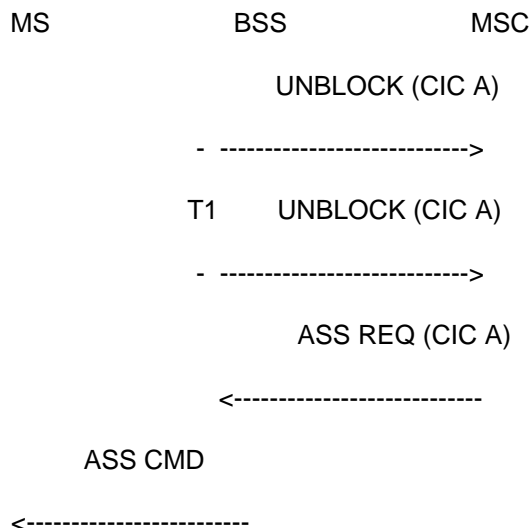 MS BSS MSC
UNBLOCK (CIC A)
- ---------------------------->
T1 UNBLOCK (CIC A)
- ---------------------------->
ASS REQ (CIC A)
<----------------------------
ASS CMD
<-------------------------